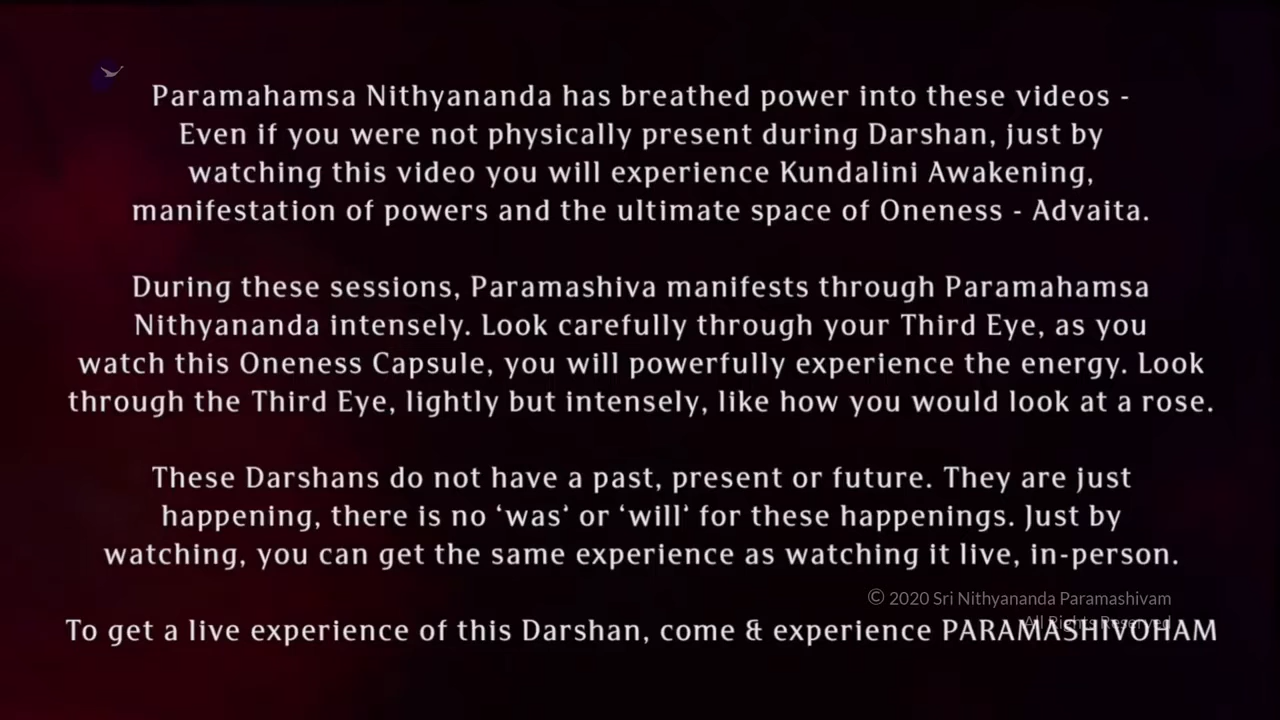 Paramahamsa Nithyananda has breathed power into these videos -
Even if you were not physically present during Darshan, just by
watching this video you will experience Kundalini Awakening,
manifestation of powers and the ultimate space of Oneness - Advaita.
During these sessions, Paramashiva manifests through Paramahamsa
Nithyananda intensely. Look carefully through your Third Eye, as you
watch this Oneness Capsule, you will powerfully experience the energy. Look
through the Third Eye, lightly but intensely, like how you would look at a rose.
These Darshans do not have a past, present or future. They are just
happening, there is no ‘was‘ or ‘will‘ for these happenings. Just by
watching, you can get the same experience as watching it live, in-person.
© 2020 Sri Nithyananda Paramashivam
All Rights Reserved
To get a live experience of this Darshan, come & experience PARAMASHIVOHAM